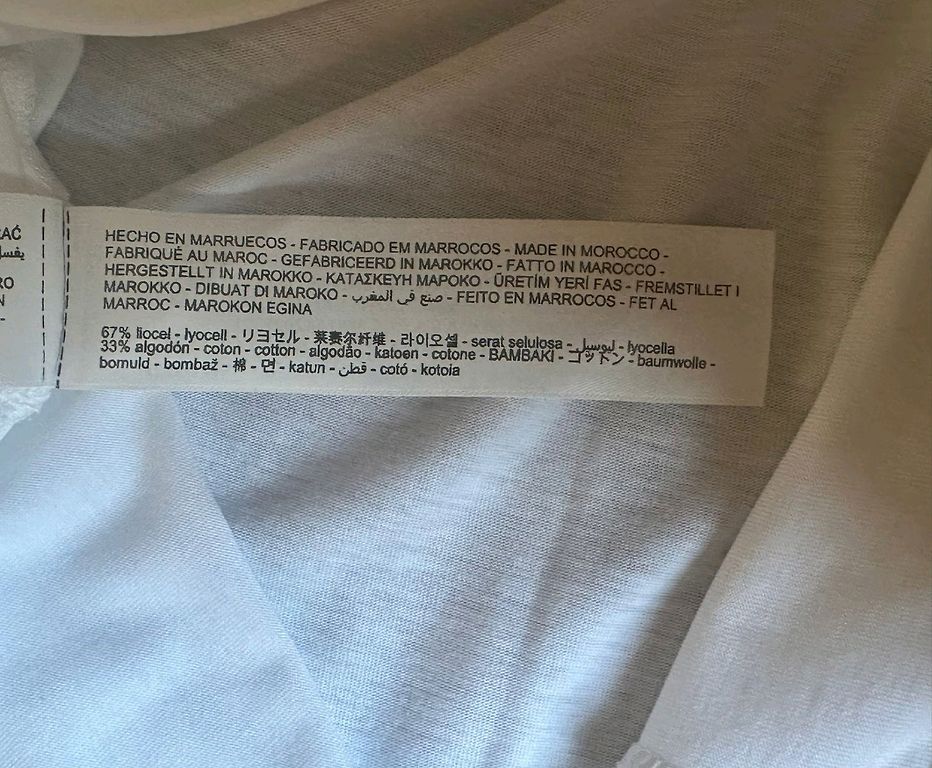 HECHO EN MARRUECOS - FABRICADO EM MARROCOS - MADE IN MOROCCO -
FABRIQUÉ AU MAROC - GEFABRICEERD IN MAROKKO - FATTO IN MAROCCO -
HERGESTELLT IN MAROKKO - ΚΑΤΑΣΚΕΥΗ ΜΑΡΟΚΟ - ÜRETİM YERİ FAS - FREMSTILLET I
MAROKKO - DIBUAT DI MAROKO - صنع في المغرب - FEITO EN MARROCOS - FET AL
MARROC - MAROKON EGINA
67% liocel - lyocell - リヨセル - 莱赛尔纤维 - 라이오셀 - serat selulosa - ليوسيل - lyocella
33% algodón - coton - cotton - algodão - katoen - cotone - ΒΑΜΒΑΚΙ - コットン - baumwolle -
bomuld - bombaž - 棉 - 면 - katun - قطن - cotó - kotoia